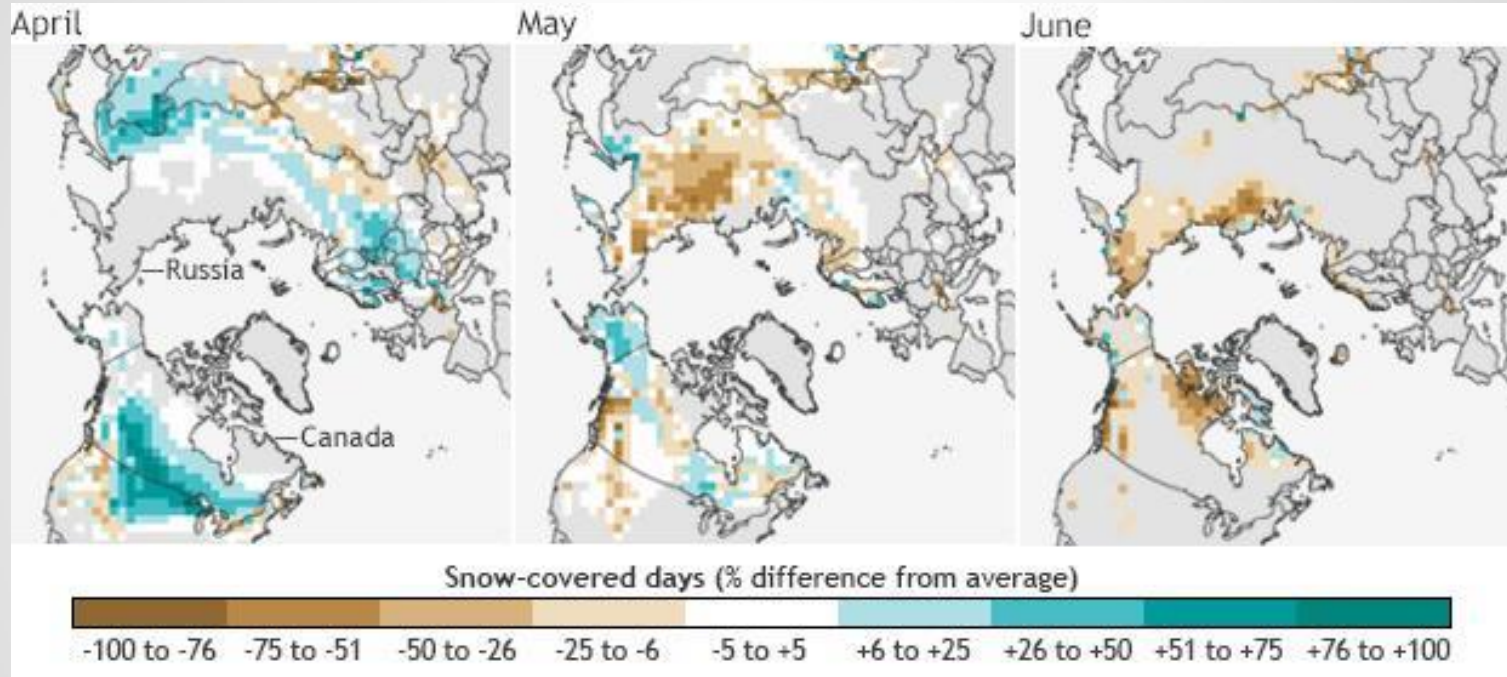 April
May
June
Russia
Canada
Snow-covered days (% difference from average)
-100 to -76 -75 to -51 -50 to -26 -25 to -6 -5 to +5 +6 to +25 +26 to +50 +51 to +75 +76 to +100